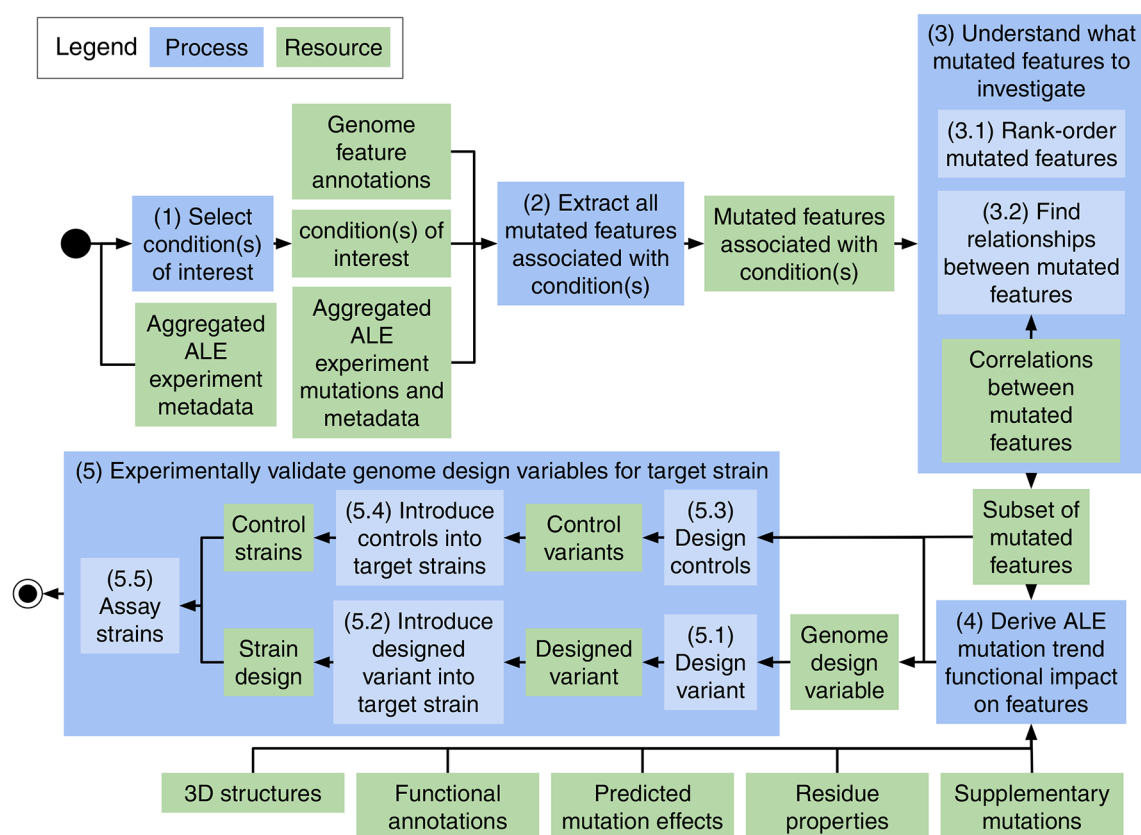 Legend
Process
Resource
(1) Select
condition(s)
of interest
Aggregated
ALE
experiment
metadata
Genome
feature
annotations
condition(s) of
interest
Aggregated
ALE
experiment
mutations and
metadata
(2) Extract all
mutated features
associated with
condition(s)
Mutated features
associated with
condition(s)
(3) Understand what
mutated features to
investigate
(3.1) Rank-order
mutated features
(3.2) Find
relationships
between mutated
features
Correlations
between
mutated
features
Subset of
mutated
features
(4) Derive ALE
mutation trend
functional impact
on features
Genome
design
variable
(5) Experimentally validate genome design variables for target strain
(5.3)
Design
controls
Control
variants
(5.4) Introduce
controls into
target strains
Control
strains
(5.1)
Design
variant
Designed
variant
(5.2) Introduce
designed
variant into
target strain
Strain
design
(5.5)
Assay
strains
3D structures
Functional
annotations
Predicted
mutation effects
Residue
properties
Supplementary
mutations